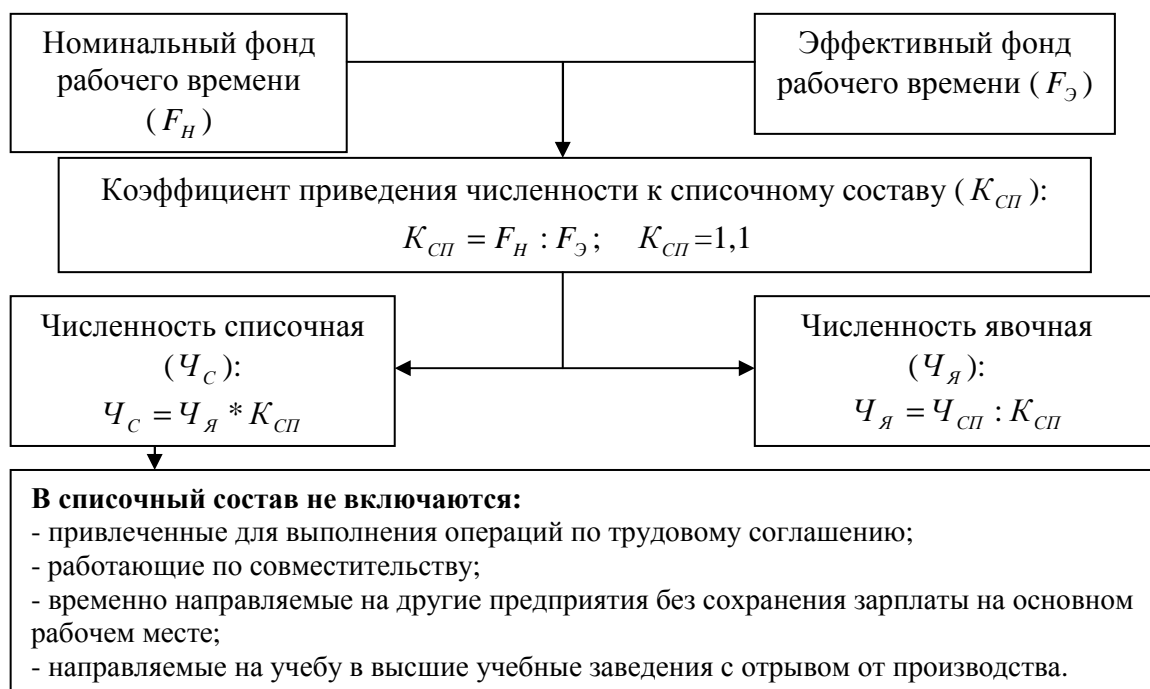 Номинальный фонд
рабочего времени
(F_Н)
Эффективный фонд
рабочего времени (F_Э)
Коэффициент приведения численности к списочному составу (К_СП):
К_СП = F_Н : F_Э;    К_СП=1,1
Численность списочная
(Ч_С):
Ч_С = Ч_Я * К_СП
Численность явочная
(Ч_Я):
Ч_Я = Ч_СП : К_СП
В списочный состав не включаются:
- привлеченные для выполнения операций по трудовому соглашению;
- работающие по совместительству;
- временно направляемые на другие предприятия без сохранения зарплаты на основном
рабочем месте;
- направляемые на учебу в высшие учебные заведения с отрывом от производства.